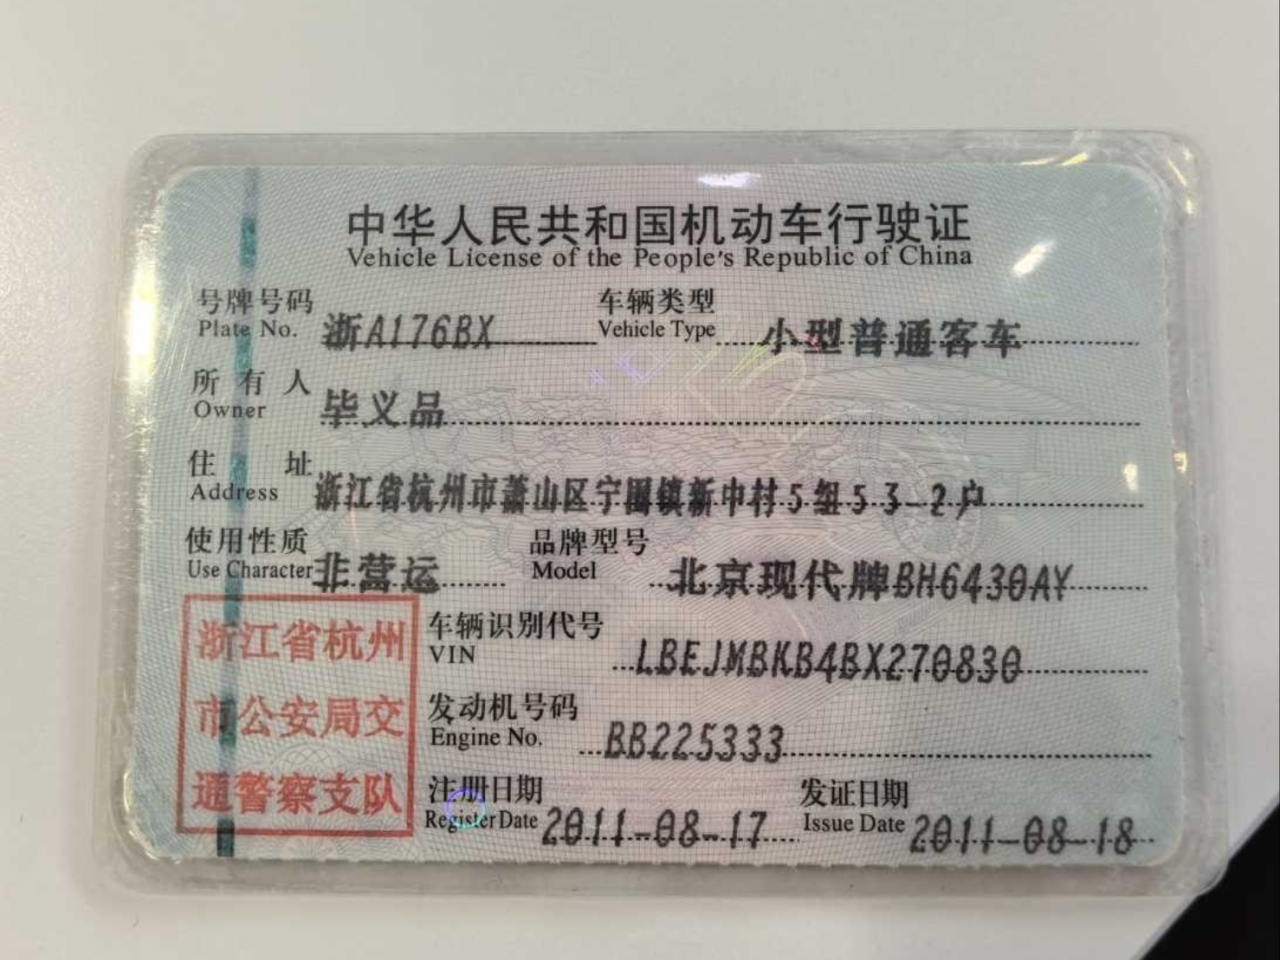 中华人民共和国机动车行驶证
Vehicle License of the People's Republic of China
号牌号码 Plate No. 浙A176BX 车辆类型 Vehicle Type 小型普通客车
所有人 Owner 毕义品
住址 Address 浙江省杭州市萧山区宁围镇新中村5组53-2户
使用性质 Use Character 非营运 品牌型号 Model 北京现代牌BH6430AY
浙江省杭州
市公安局交
通警察支队
车辆识别代号 VIN LBEJMBKB4BX270830
发动机号码 Engine No. BB225333
注册日期 Register Date 2011-08-17 发证日期 Issue Date 2011-08-18